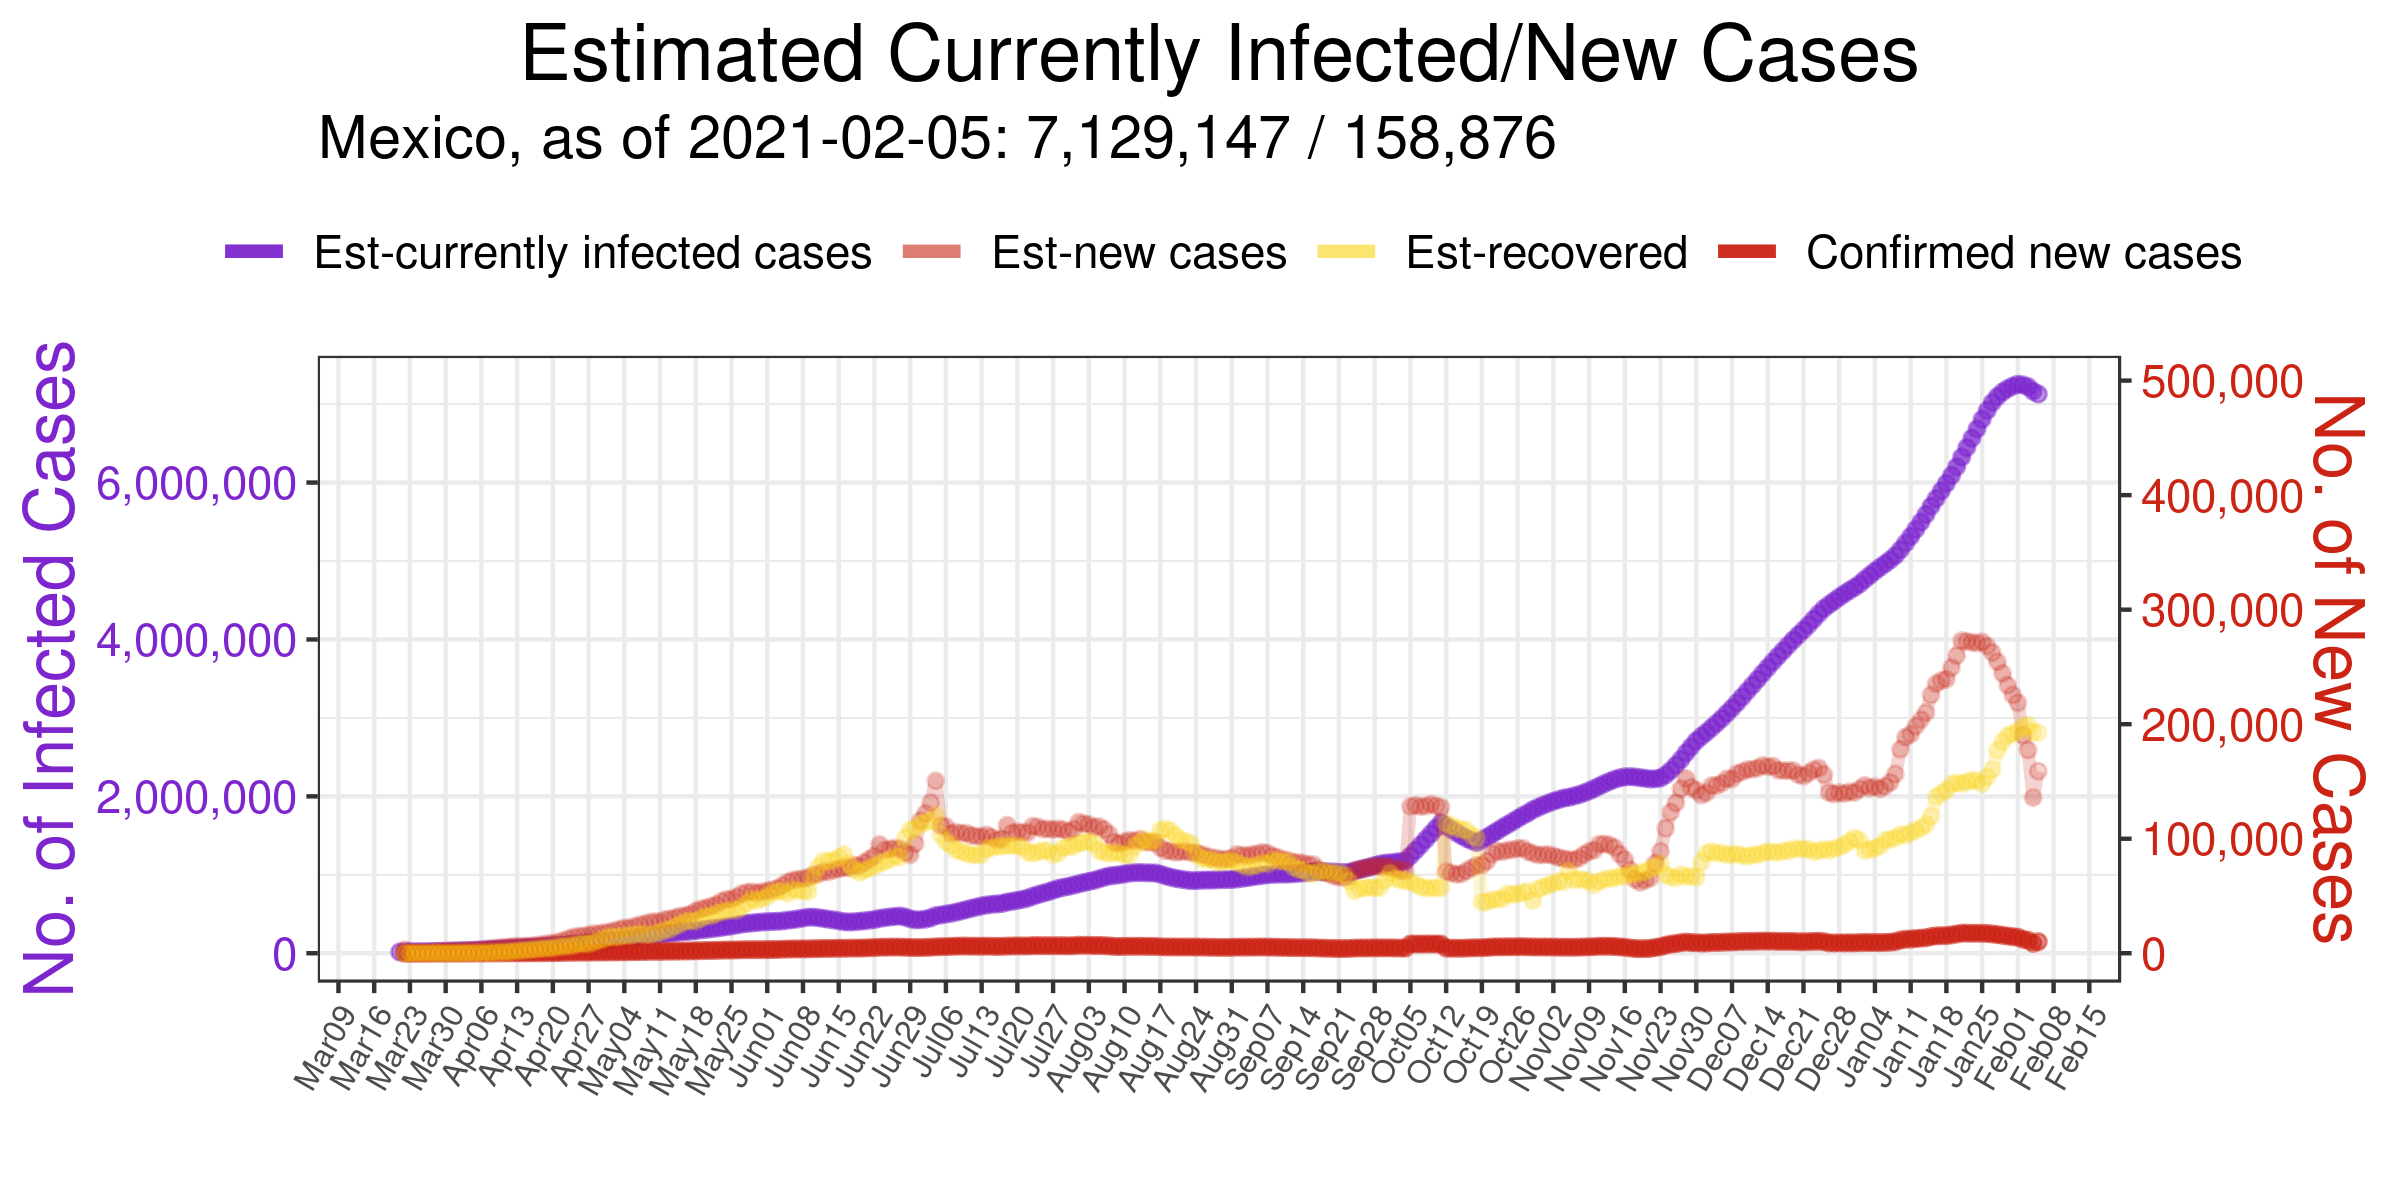 Estimated Currently Infected/New Cases
Mexico, as of 2021-02-05: 7,129,147 / 158,876
Est-currently infected cases
Est-new cases
Est-recovered
Confirmed new cases
No. of Infected Cases
6,000,000
4,000,000
2,000,000
0
500,000
400,000
300,000
200,000
100,000
0
No. of New Cases
Mar09
Mar16
Mar23
Mar30
Apr06
Apr13
Apr20
Apr27
May04
May11
May18
May25
Jun01
Jun08
Jun15
Jun22
Jun29
Jul06
Jul13
Jul20
Jul27
Aug03
Aug10
Aug17
Aug24
Aug31
Sep07
Sep14
Sep21
Sep28
Oct05
Oct12
Oct19
Oct26
Nov02
Nov09
Nov16
Nov23
Nov30
Dec07
Dec14
Dec21
Dec28
Jan04
Jan11
Jan18
Jan25
Feb01
Feb08
Feb15